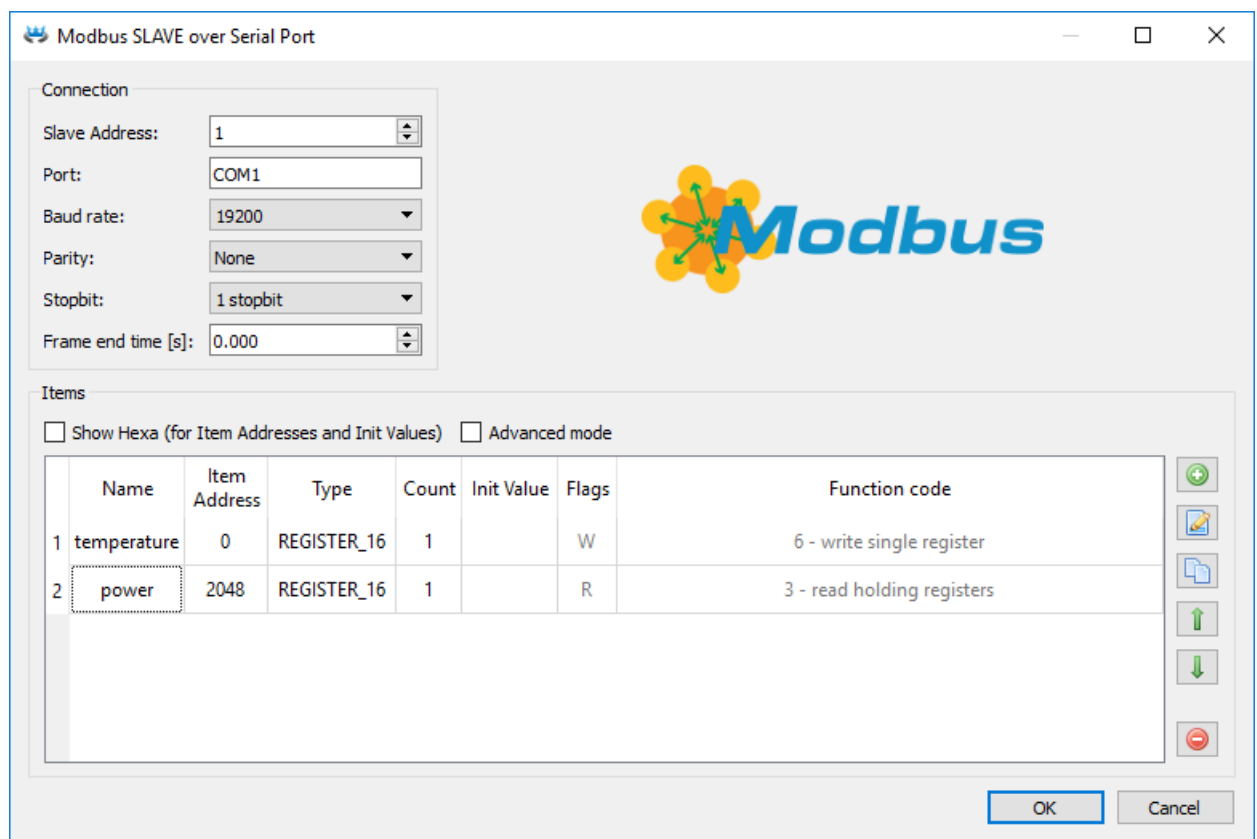 Modbus SLAVE over Serial Port
Connection
Slave Address: 1
Port: COM1
Baud rate: 19200
Parity: None
Stopbit: 1 stopbit
Frame end time [s]: 0.000
Modbus
Items
Show Hexa (for Item Addresses and Init Values) Advanced mode
Name Item Address Type Count Init Value Flags Function code
1 temperature 0 REGISTER_16 1 W 6 - write single register
2 power 2048 REGISTER_16 1 R 3 - read holding registers
OK Cancel